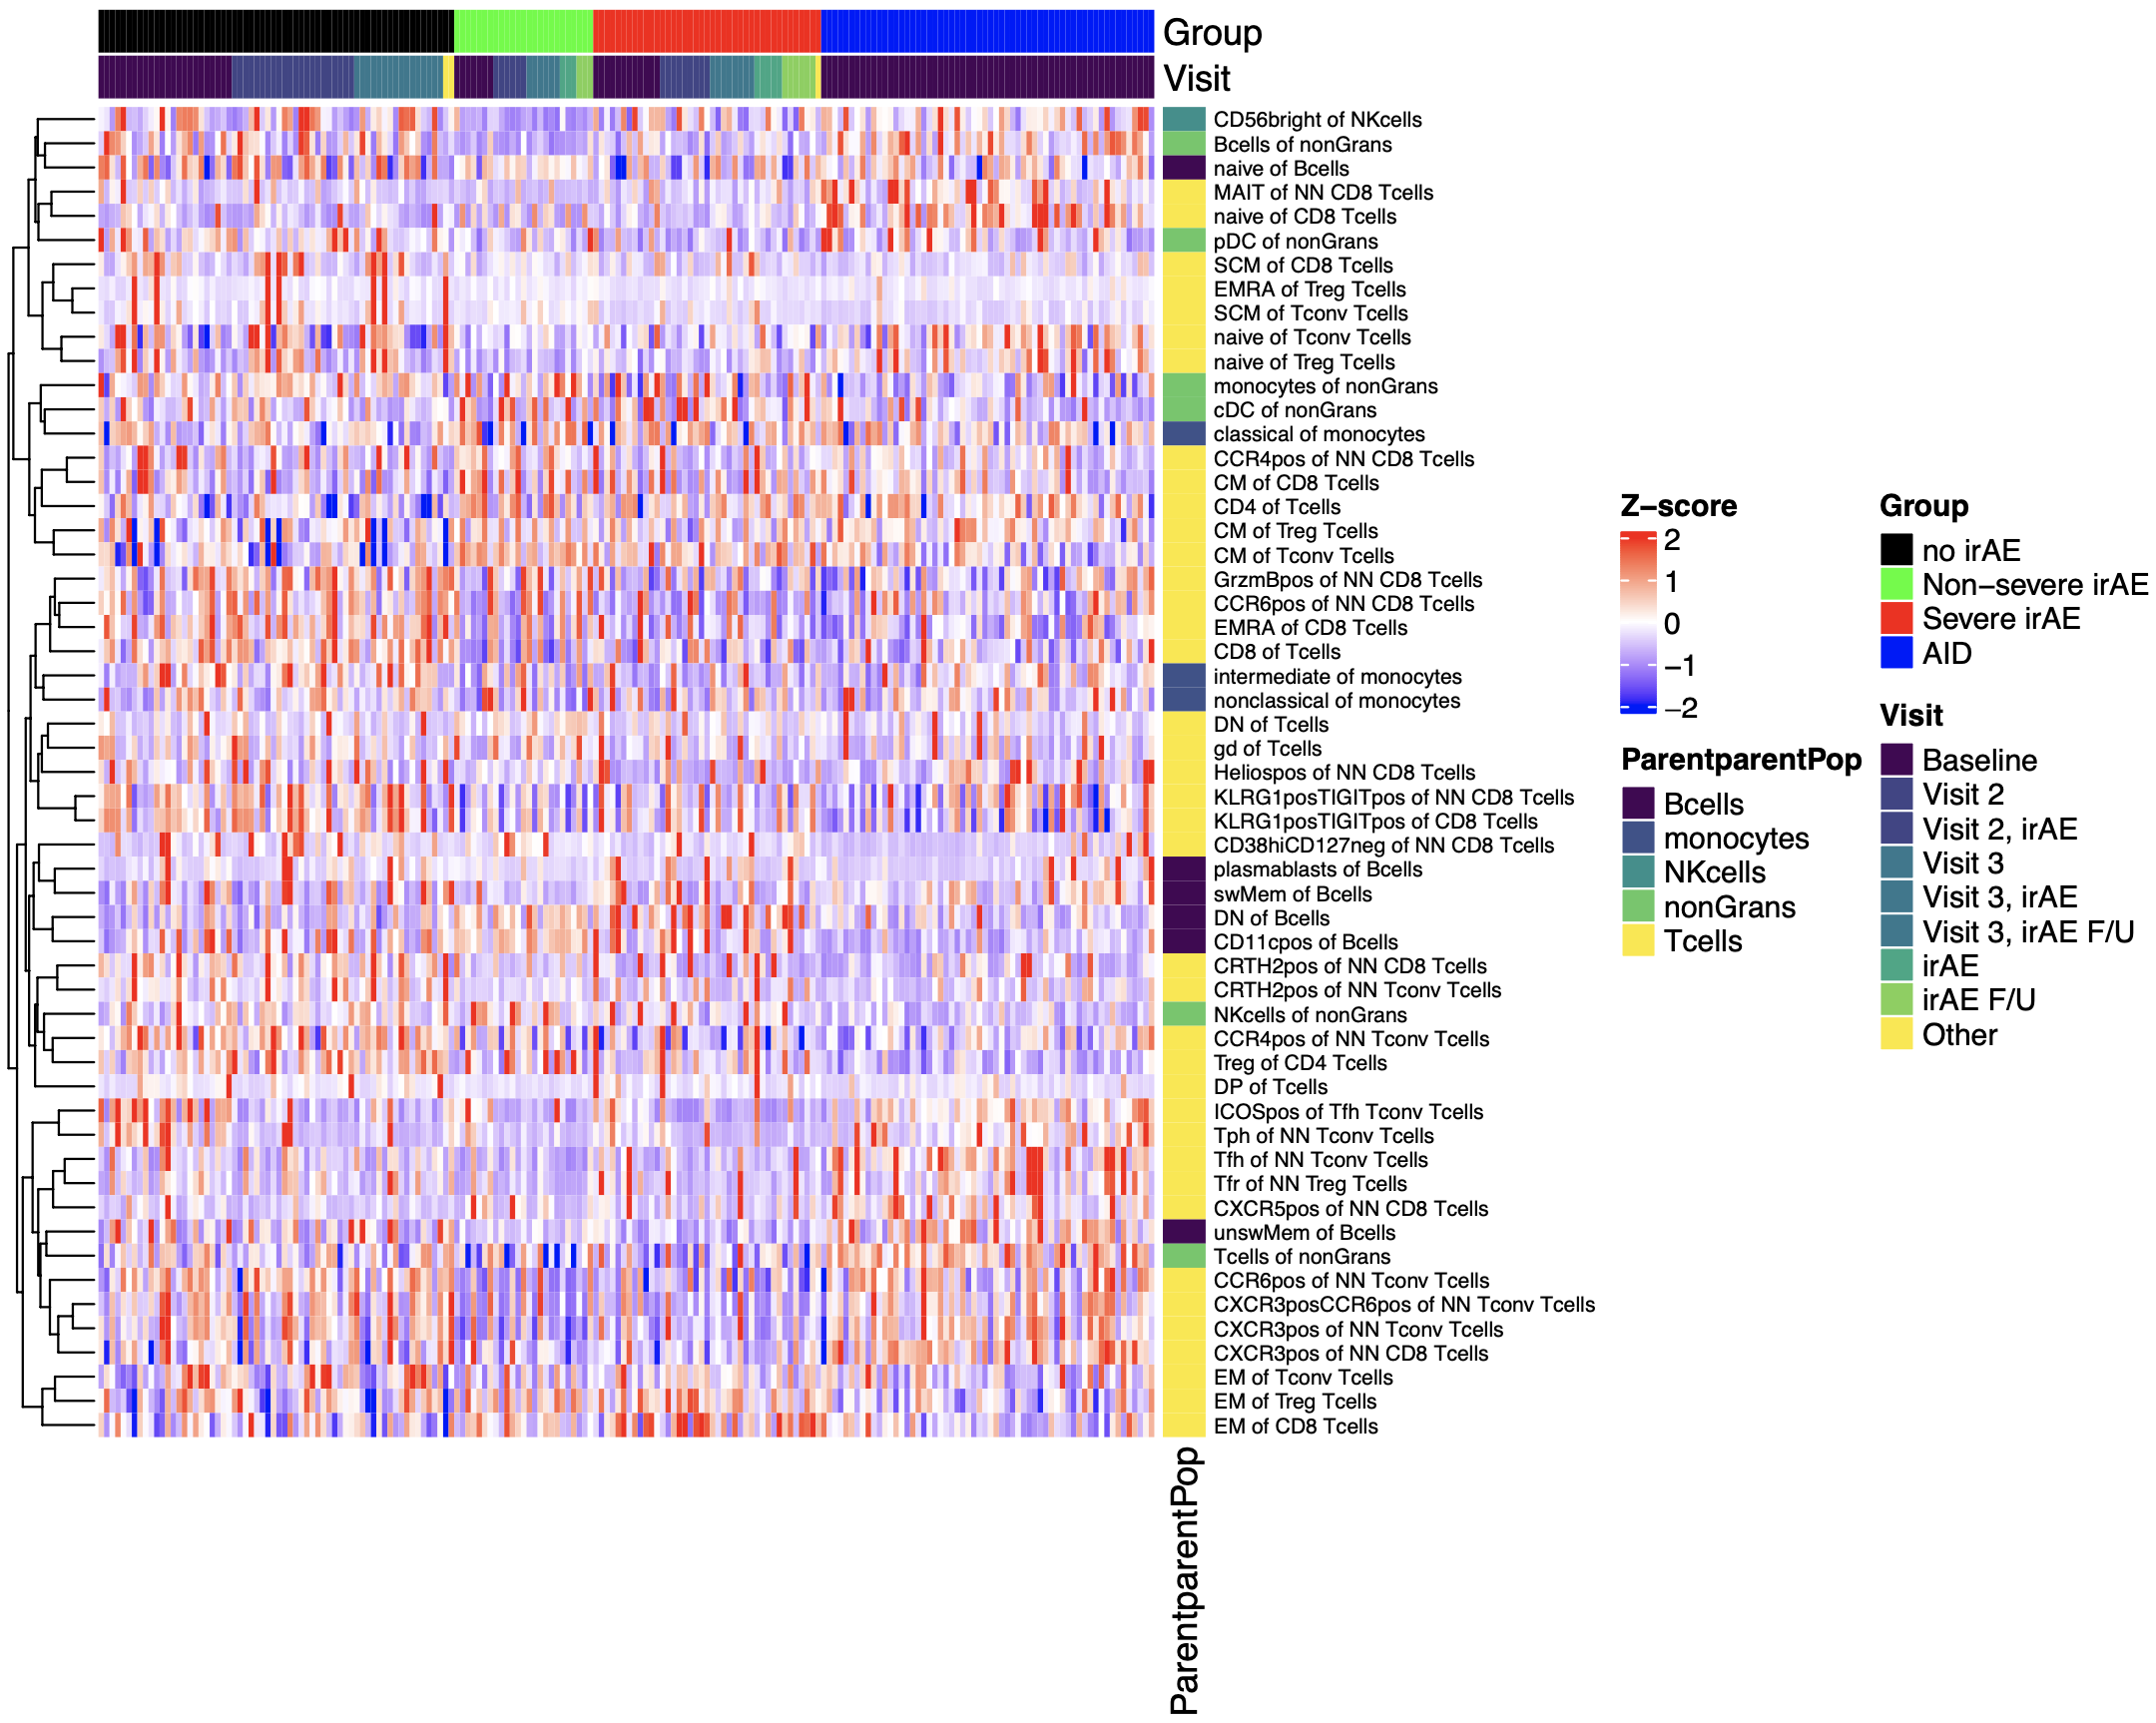 Group
Visit
CD56bright of NKcells
Bcells of nonGrans
naive of Bcells
MAIT of NN CD8 Tcells
naive of CD8 Tcells
pDC of nonGrans
SCM of CD8 Tcells
EMRA of Treg Tcells
SCM of Tconv Tcells
naive of Tconv Tcells
naive of Treg Tcells
monocytes of nonGrans
cDC of nonGrans
classical of monocytes
CCR4pos of NN CD8 Tcells
CM of CD8 Tcells
CD4 of Tcells
CM of Treg Tcells
CM of Tconv Tcells
GrzmBpos of NN CD8 Tcells
CCR6pos of NN CD8 Tcells
EMRA of CD8 Tcells
CD8 of Tcells
intermediate of monocytes
nonclassical of monocytes
DN of Tcells
gd of Tcells
Heliospos of NN CD8 Tcells
KLRG1posTIGITpos of NN CD8 Tcells
KLRG1posTIGITpos of CD8 Tcells
CD38hiCD127neg of NN CD8 Tcells
plasmablasts of Bcells
swMem of Bcells
DN of Bcells
CD11cpos of Bcells
CRTH2pos of NN CD8 Tcells
CRTH2pos of NN Tconv Tcells
NKcells of nonGrans
CCR4pos of NN Tconv Tcells
Treg of CD4 Tcells
DP of Tcells
ICOSpos of Tfh Tconv Tcells
Tph of NN Tconv Tcells
Tfh of NN Tconv Tcells
Tfr of NN Treg Tcells
CXCR5pos of NN CD8 Tcells
unswMem of Bcells
Tcells of nonGrans
CCR6pos of NN Tconv Tcells
CXCR3posCCR6pos of NN Tconv Tcells
CXCR3pos of NN Tconv Tcells
CXCR3pos of NN CD8 Tcells
EM of Tconv Tcells
EM of Treg Tcells
EM of CD8 Tcells
ParentparentPop
Z−score
2
1
0
−1
−2
ParentparentPop
Bcells
monocytes
NKcells
nonGrans
Tcells
Group
no irAE
Non−severe irAE
Severe irAE
AID
Visit
Baseline
Visit 2
Visit 2, irAE
Visit 3
Visit 3, irAE
Visit 3, irAE F/U
irAE
irAE F/U
Other